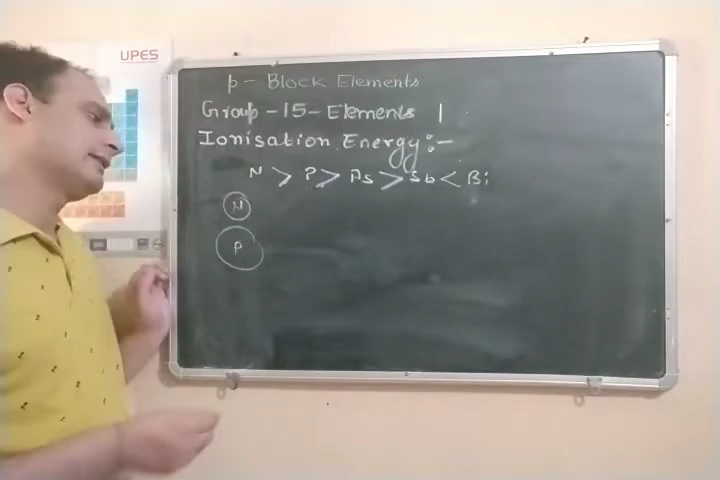 UPES
p - Block Elements
Group - 15 - Elements |
Ionisation Energy:-
N > P > As > Sb < Bi
N
P